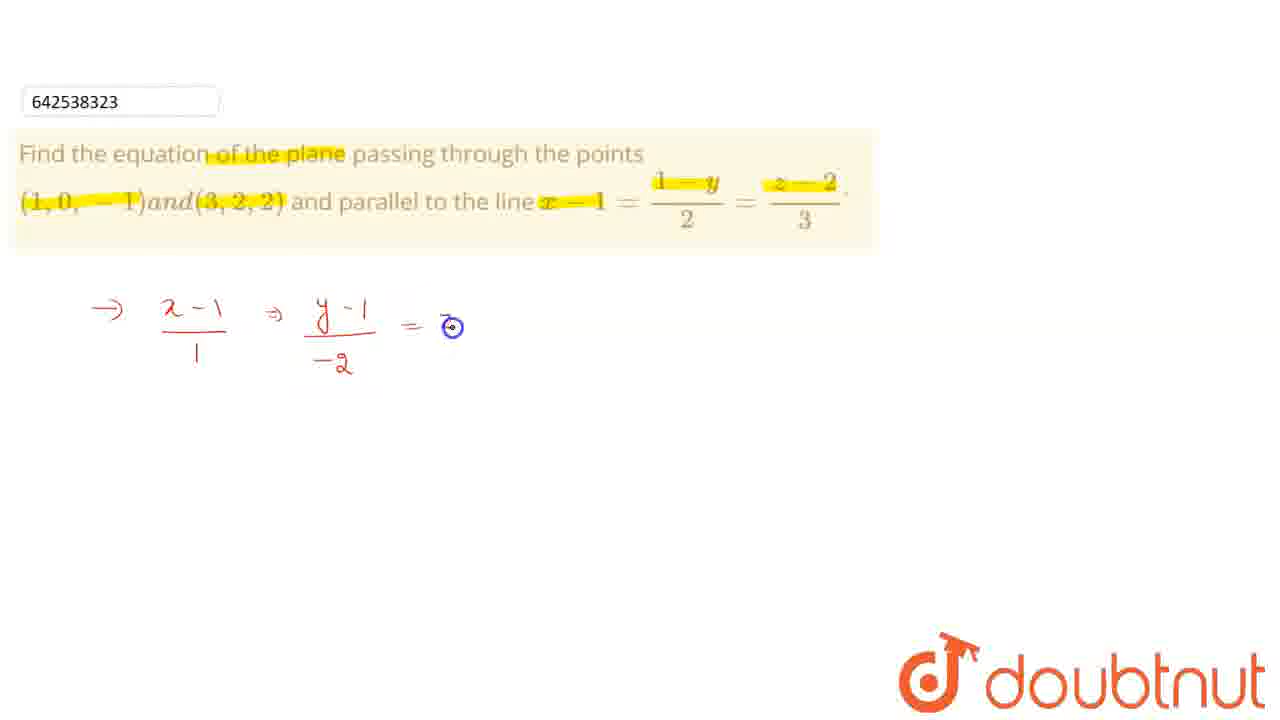 642538323
Find the equation of the plane passing through the points
(1, 0, − 1)and(3, 2, 2) and parallel to the line x − 1 = (1 − y)/2 = (z − 2)/3.
→ (x − 1)/1 ⇒ (y − 1)/−2 =
doubtnut